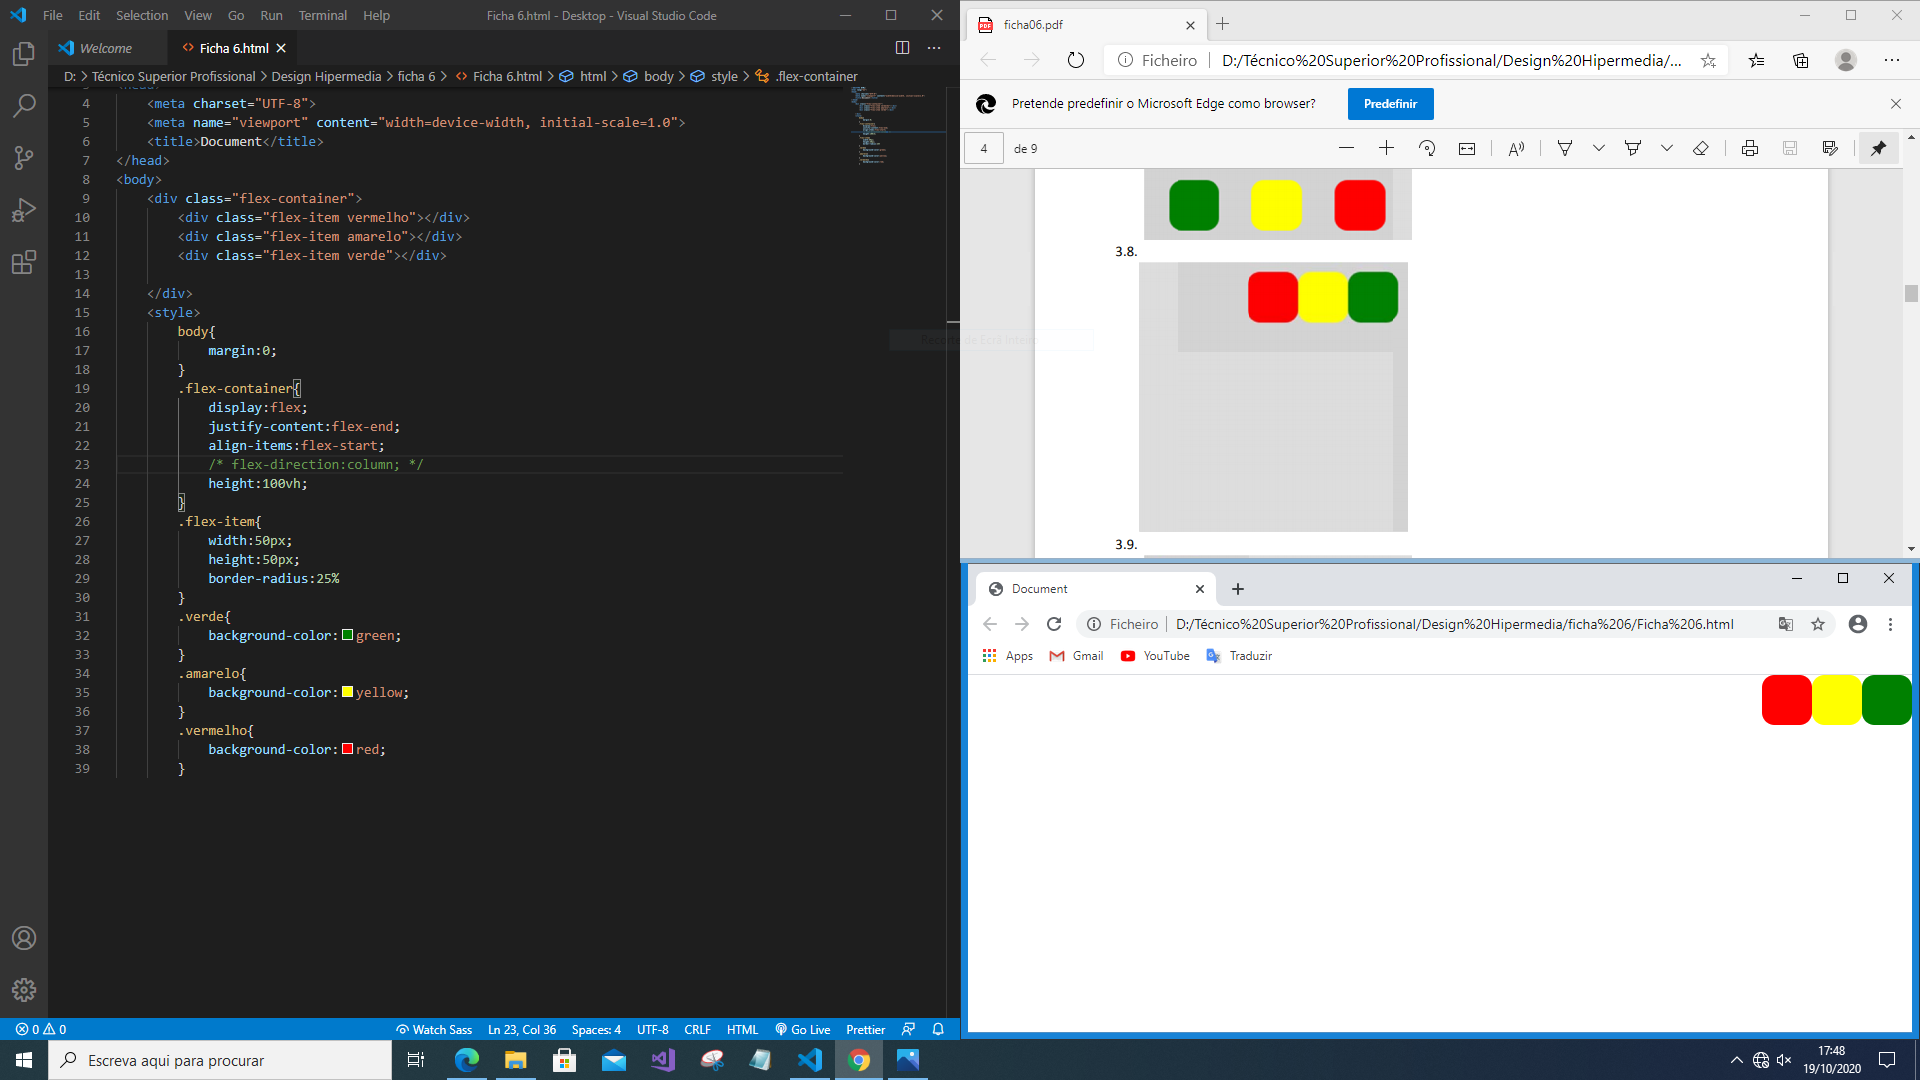 File Edit Selection View Go Run Terminal Help Ficha 6.html - Desktop - Visual Studio Code
Welcome Ficha 6.html
D: > Técnico Superior Profissional > Design Hipermedia > ficha 6 > Ficha 6.html > html > body > style > .flex-container
4 <meta charset="UTF-8">
5 <meta name="viewport" content="width=device-width, initial-scale=1.0">
6 <title>Document</title>
7 </head>
8 <body>
9 <div class="flex-container">
10 <div class="flex-item vermelho"></div>
11 <div class="flex-item amarelo"></div>
12 <div class="flex-item verde"></div>
13
14 </div>
15 <style>
16 body{
17 margin:0;
18 }
19 .flex-container{
20 display:flex;
21 justify-content:flex-end;
22 align-items:flex-start;
23 /* flex-direction:column; */
24 height:100vh;
25 }
26 .flex-item{
27 width:50px;
28 height:50px;
29 border-radius:25%
30 }
31 .verde{
32 background-color:green;
33 }
34 .amarelo{
35 background-color:yellow;
36 }
37 .vermelho{
38 background-color:red;
39 }
0 0 Watch Sass Ln 23, Col 36 Spaces: 4 UTF-8 CRLF HTML Go Live Prettier
ficha06.pdf
Ficheiro D:/Técnico%20Superior%20Profissional/Design%20Hipermedia/...
Pretende predefinir o Microsoft Edge como browser? Predefinir
4 de 9
3.8.
3.9.
Document
Ficheiro D:/Técnico%20Superior%20Profissional/Design%20Hipermedia/ficha%206/Ficha%206.html
Apps Gmail YouTube Traduzir
Escreva aqui para procurar
17:48
19/10/2020